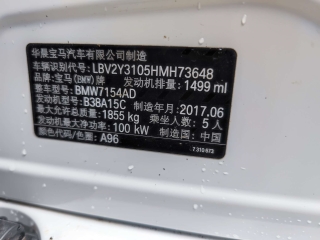 华晨宝马汽车有限公司制造
车辆识别代号: LBV2Y3105HMH73648
品牌: 宝马(BMW)牌 发动机排量: 1499 ml
型号: BMW7154AD
发动机型号: B38A15C 制造年月: 2017.06
最大允许总质量: 1855 kg 乘坐人数: 5 人
发动机最大净功率: 100 kW 制造国: 中国
颜色代码/色圈: A96
7 310 673